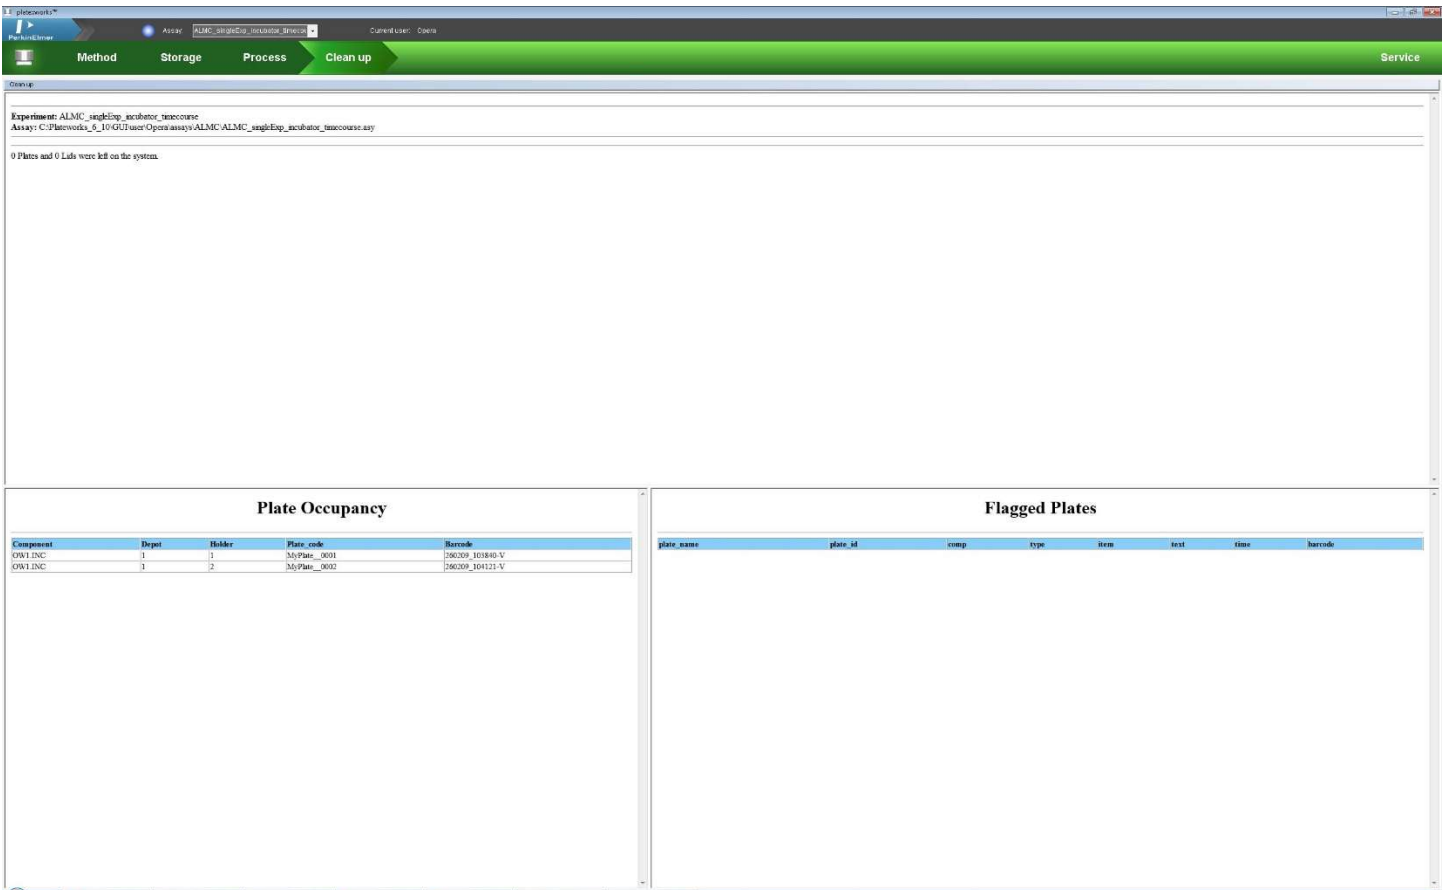 plateworks™
PerkinElmer
Assay: ALMC_singleExp_incubator_timecou
Current user: Opera
Method Storage Process Clean up Service
Clean up
Experiment: ALMC_singleExp_incubator_timecourse
Assay: C:\Plateworks_6_10\GUI\user\Opera\assays\ALMC\ALMC_singleExp_incubator_timecourse.asy
0 Plates and 0 Lids were left on the system.
Plate Occupancy
Component Depot Holder Plate_code Barcode
OW1.INC 1 1 MyPlate__0001 260209_103840-V
OW1.INC 1 2 MyPlate__0002 260209_104121-V
Flagged Plates
plate_name plate_id comp type item text time barcode